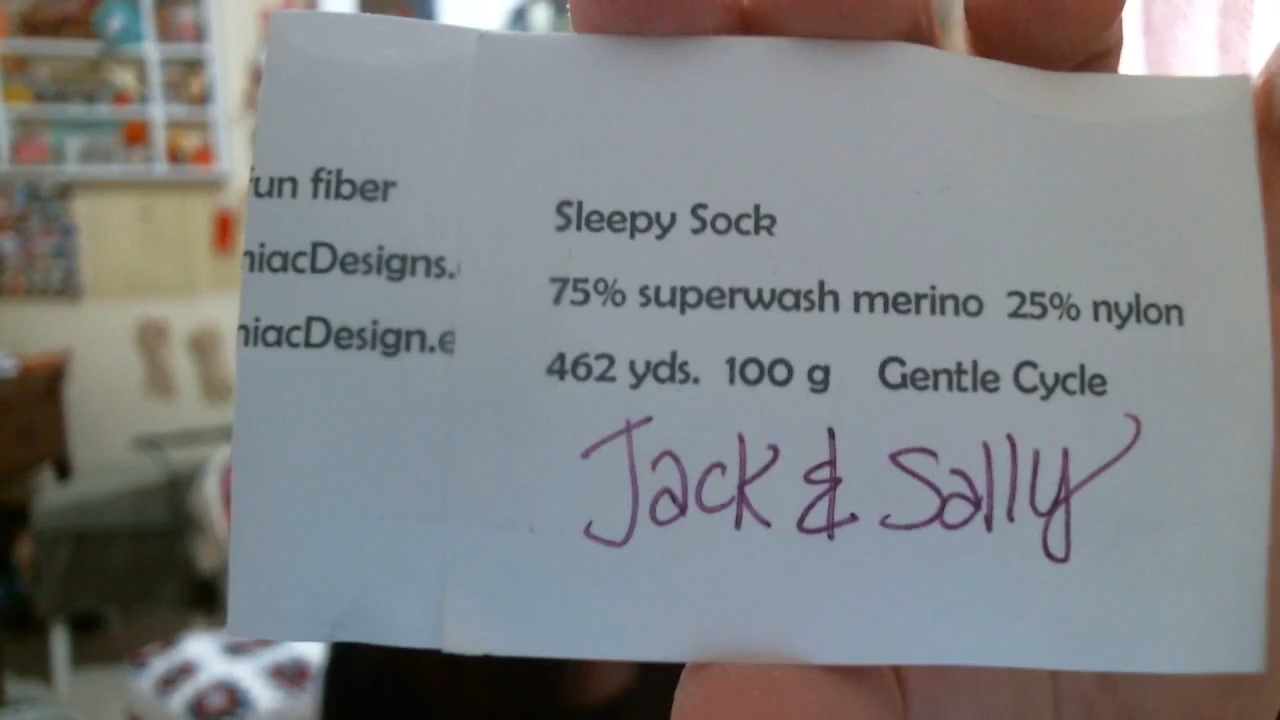 fun fiber
niacDesigns.
niacDesign.e
Sleepy Sock
75% superwash merino 25% nylon
462 yds. 100 g Gentle Cycle
Jack & Sally